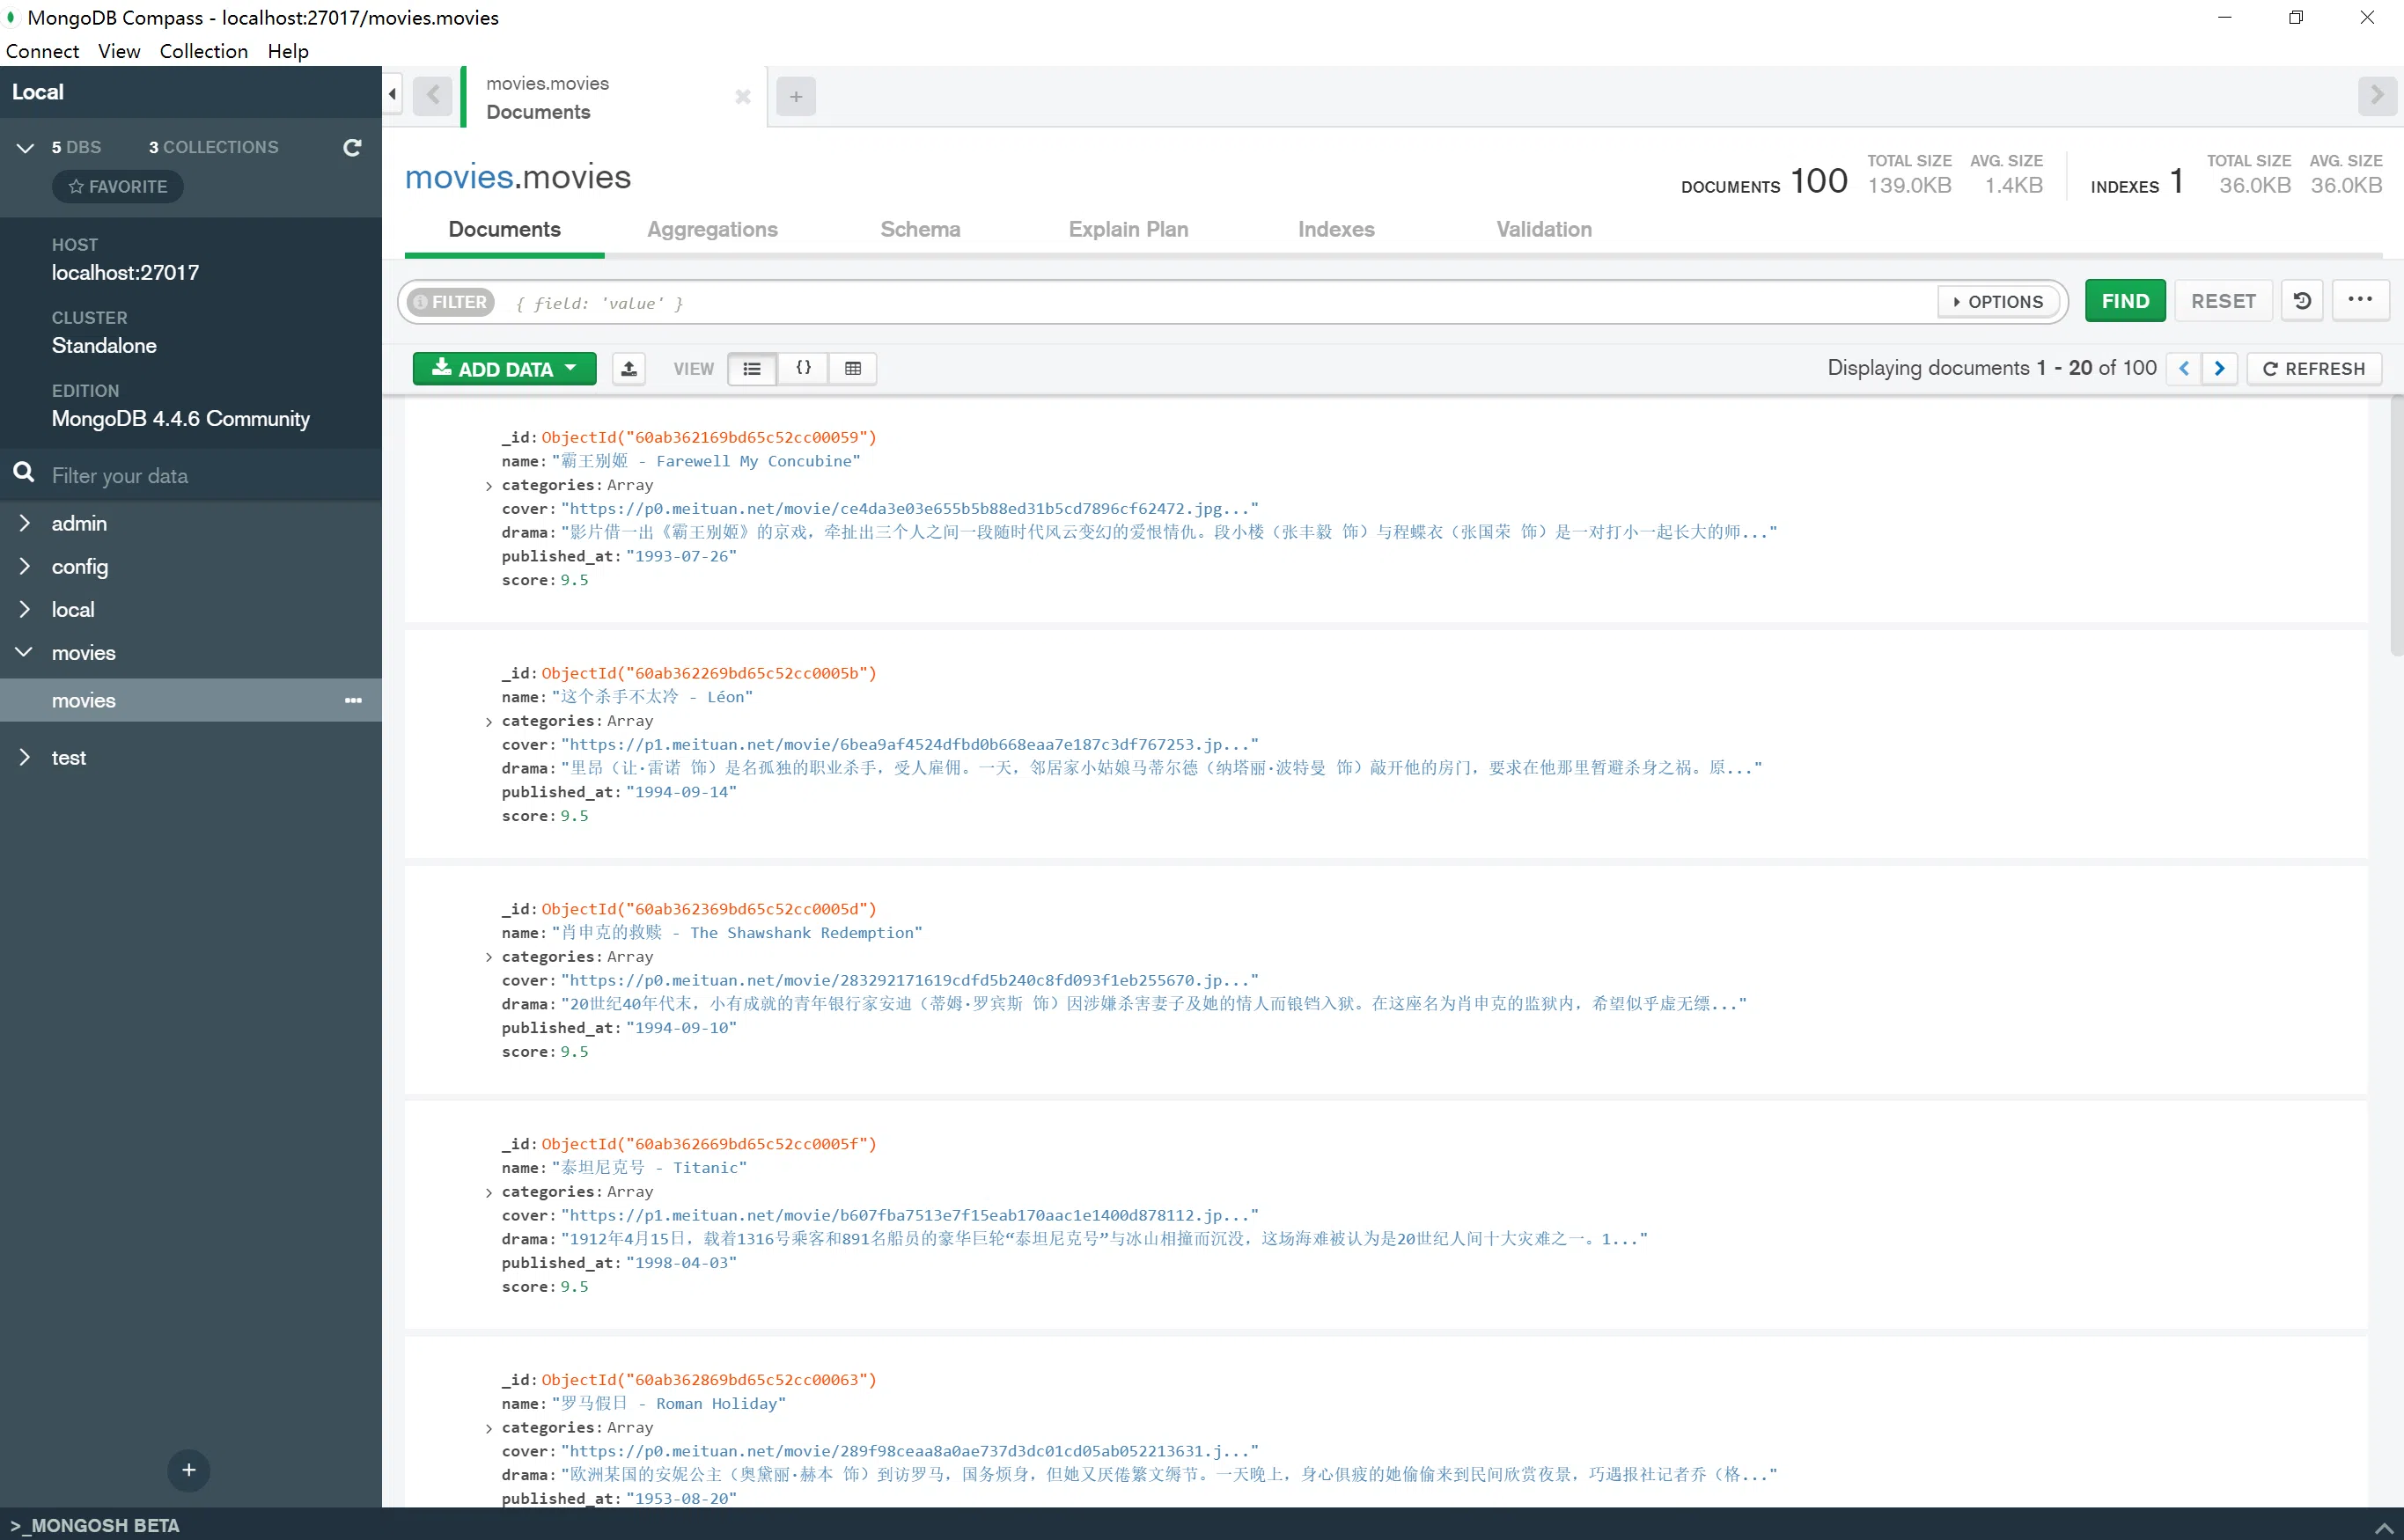 MongoDB Compass - localhost:27017/movies.movies
Connect View Collection Help
Local
5 DBS 3 COLLECTIONS
FAVORITE
HOST
localhost:27017
CLUSTER
Standalone
EDITION
MongoDB 4.4.6 Community
Filter your data
admin
config
local
movies
movies
test
>_MONGOSH BETA
movies.movies
Documents
movies.movies
DOCUMENTS 100 TOTAL SIZE 139.0KB AVG. SIZE 1.4KB INDEXES 1 TOTAL SIZE 36.0KB AVG. SIZE 36.0KB
Documents Aggregations Schema Explain Plan Indexes Validation
FILTER { field: 'value' } OPTIONS FIND RESET
ADD DATA VIEW {} Displaying documents 1 - 20 of 100 REFRESH
_id: ObjectId("60ab362169bd65c52cc00059")
name: "霸王别姬 - Farewell My Concubine"
categories: Array
cover: "https://p0.meituan.net/movie/ce4da3e03e655b5b88ed31b5cd7896cf62472.jpg..."
drama: "影片借一出《霸王别姬》的京戏，牵扯出三个人之间一段随时代风云变幻的爱恨情仇。段小楼（张丰毅 饰）与程蝶衣（张国荣 饰）是一对打小一起长大的师..."
published_at: "1993-07-26"
score: 9.5
_id: ObjectId("60ab362269bd65c52cc0005b")
name: "这个杀手不太冷 - Léon"
categories: Array
cover: "https://p1.meituan.net/movie/6bea9af4524dfbd0b668eaa7e187c3df767253.jp..."
drama: "里昂（让·雷诺 饰）是名孤独的职业杀手，受人雇佣。一天，邻居家小姑娘马蒂尔德（纳塔丽·波特曼 饰）敲开他的房门，要求在他那里暂避杀身之祸。原..."
published_at: "1994-09-14"
score: 9.5
_id: ObjectId("60ab362369bd65c52cc0005d")
name: "肖申克的救赎 - The Shawshank Redemption"
categories: Array
cover: "https://p0.meituan.net/movie/283292171619cdfd5b240c8fd093f1eb255670.jp..."
drama: "20世纪40年代末，小有成就的青年银行家安迪（蒂姆·罗宾斯 饰）因涉嫌杀害妻子及她的情人而锒铛入狱。在这座名为肖申克的监狱内，希望似乎虚无缥..."
published_at: "1994-09-10"
score: 9.5
_id: ObjectId("60ab362669bd65c52cc0005f")
name: "泰坦尼克号 - Titanic"
categories: Array
cover: "https://p1.meituan.net/movie/b607fba7513e7f15eab170aac1e1400d878112.jp..."
drama: "1912年4月15日，载着1316号乘客和891名船员的豪华巨轮“泰坦尼克号”与冰山相撞而沉没，这场海难被认为是20世纪人间十大灾难之一。1..."
published_at: "1998-04-03"
score: 9.5
_id: ObjectId("60ab362869bd65c52cc00063")
name: "罗马假日 - Roman Holiday"
categories: Array
cover: "https://p0.meituan.net/movie/289f98ceaa8a0ae737d3dc01cd05ab052213631.j..."
drama: "欧洲某国的安妮公主（奥黛丽·赫本 饰）到访罗马，国务烦身，但她又厌倦繁文缛节。一天晚上，身心俱疲的她偷偷来到民间欣赏夜景，巧遇报社记者乔（格..."
published_at: "1953-08-20"